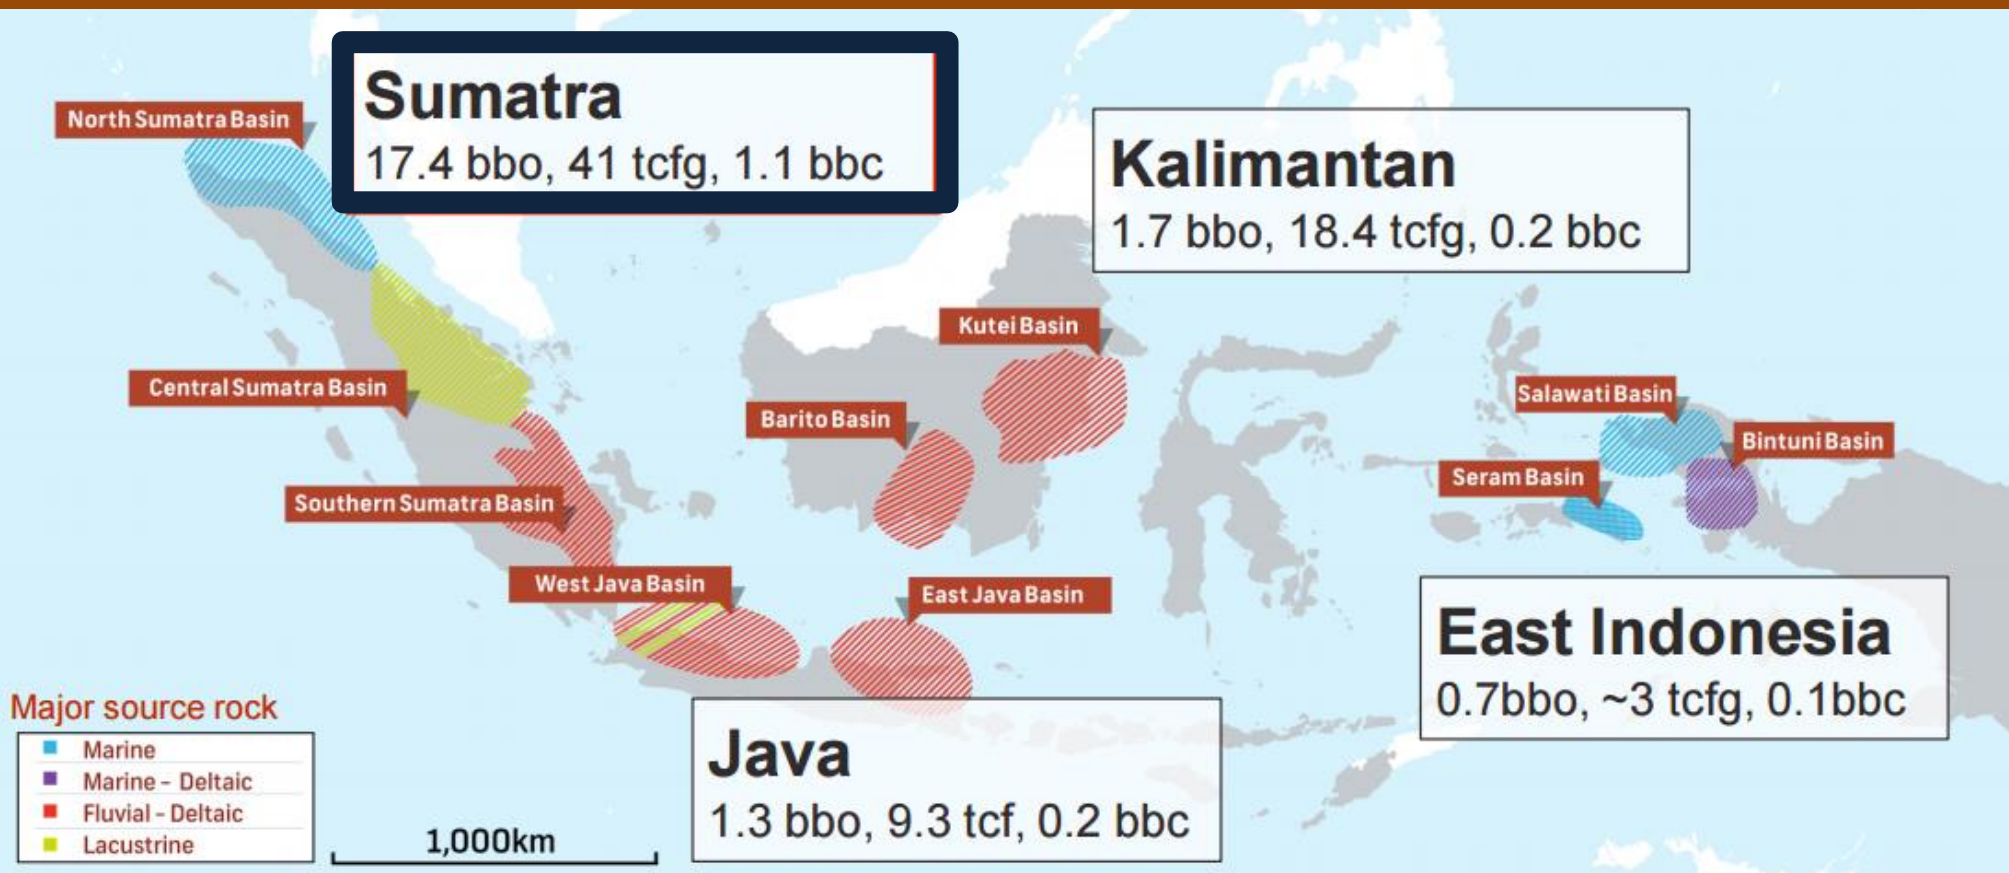 Sumatra
17.4 bbo, 41 tcfg, 1.1 bbc
North Sumatra Basin
Kalimantan
1.7 bbo, 18.4 tcfg, 0.2 bbc
Kutei Basin
Central Sumatra Basin
Barito Basin
Salawati Basin
Bintuni Basin
Seram Basin
Southern Sumatra Basin
West Java Basin
East Java Basin
East Indonesia
0.7bbo, ~3 tcfg, 0.1bbc
Java
1.3 bbo, 9.3 tcf, 0.2 bbc
Major source rock
Marine
Marine - Deltaic
Fluvial - Deltaic
Lacustrine
1,000km